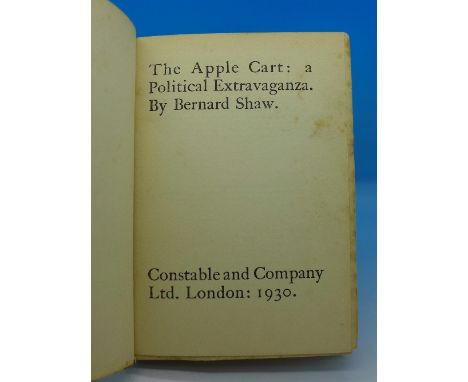 The Apple Cart: a
Political Extravaganza.
By Bernard Shaw.
Constable and Company
Ltd. London: 1930.